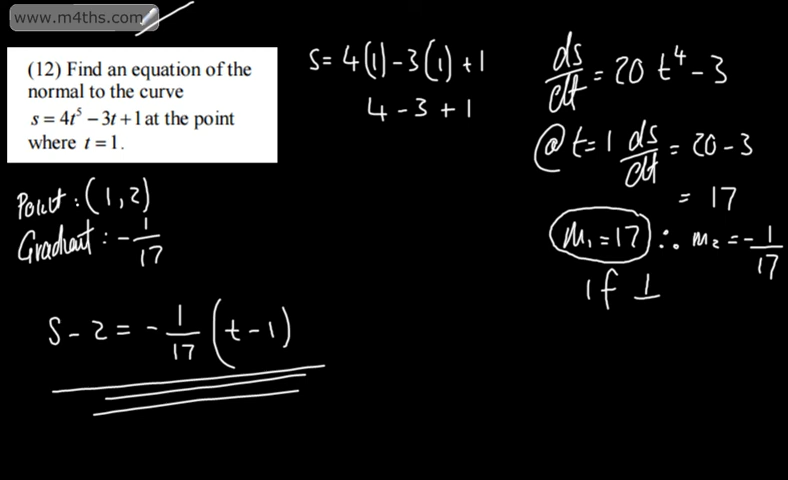 www.m4ths.com
(12) Find an equation of the
normal to the curve
s = 4t⁵ − 3t + 1 at the point
where t = 1.
S = 4(1) − 3(1) + 1
4 − 3 + 1
ds/dt = 20 t⁴ − 3
@ t = 1 ds/dt = 20 − 3
= 17
m₁ = 17 ∴ m₂ = −1/17
if ⊥
Point : (1, 2)
Gradient : −1/17
S − 2 = −1/17 (t − 1)